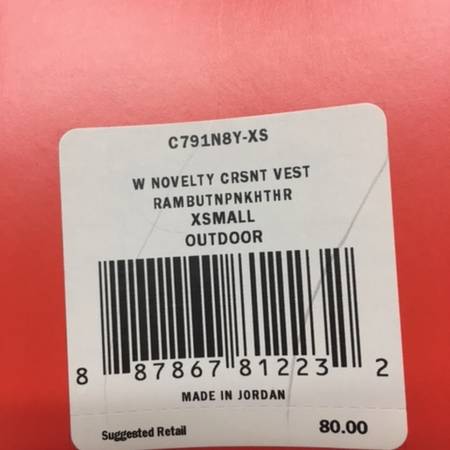 C791N8Y-XS
W NOVELTY CRSNT VEST
RAMBUTNPNKHTHR
XSMALL
OUTDOOR
8 87867 81223 2
MADE IN JORDAN
Suggested Retail 80.00